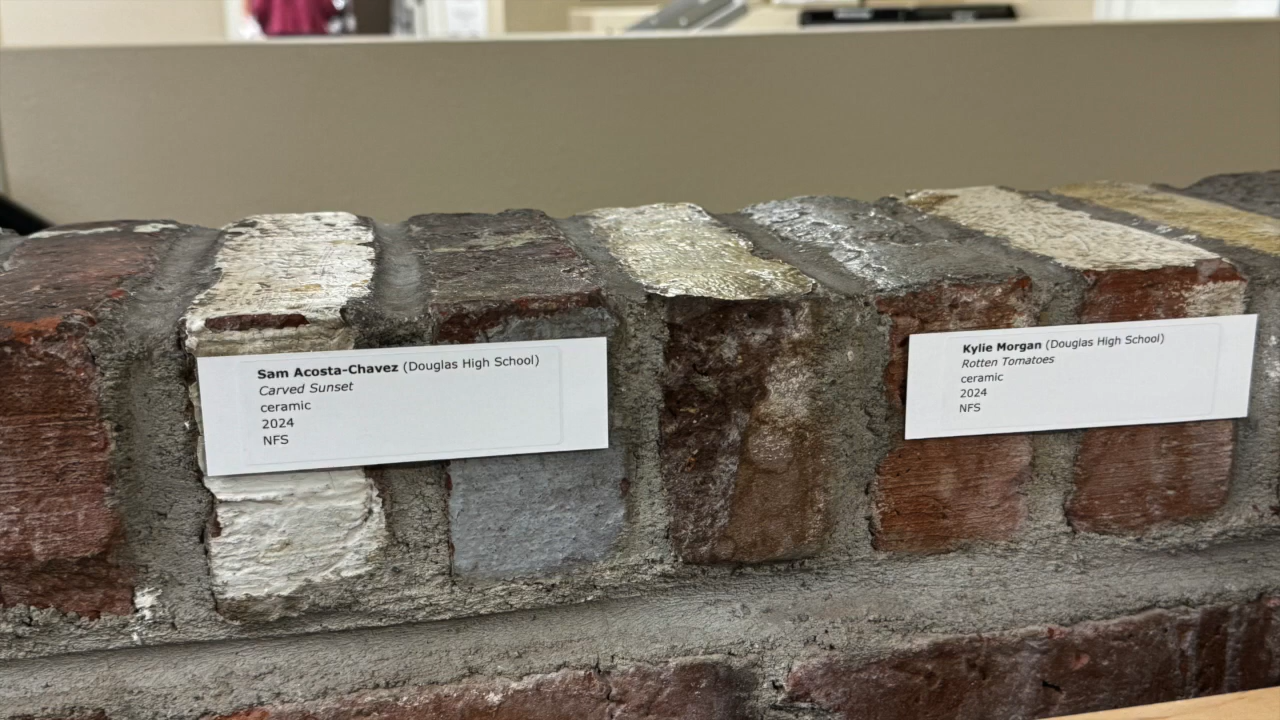 Sam Acosta-Chavez (Douglas High School)
Carved Sunset
ceramic
2024
NFS
Kylie Morgan (Douglas High School)
Rotten Tomatoes
ceramic
2024
NFS